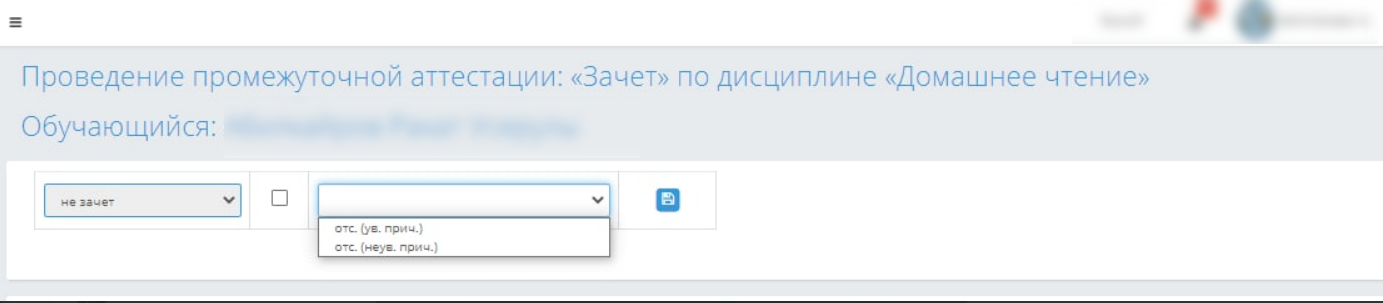 Проведение промежуточной аттестации: «Зачет» по дисциплине «Домашнее чтение»
Обучающийся:
не зачет
отс. (ув. прич.)
отс. (неув. прич.)